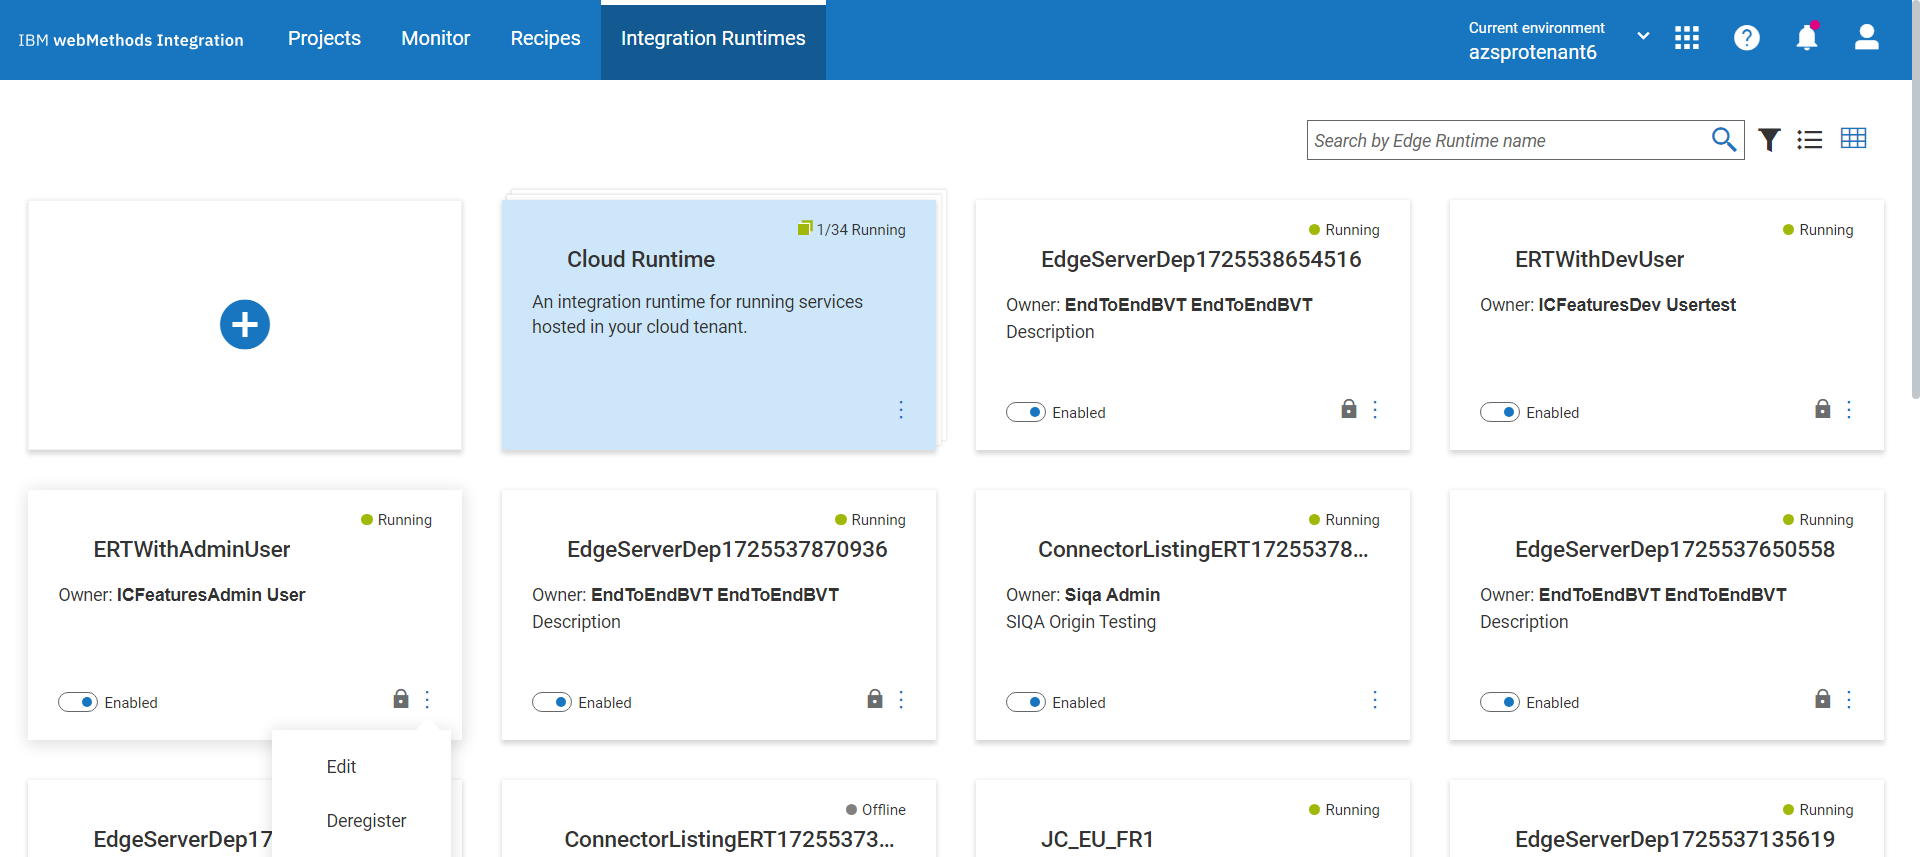 IBM webMethods Integration
Projects
Monitor
Recipes
Integration Runtimes
Current environment
azsprotenant6
Search by Edge Runtime name
1/34 Running
Cloud Runtime
An integration runtime for running services
hosted in your cloud tenant.
Running
EdgeServerDep1725538654516
Owner: EndToEndBVT EndToEndBVT
Description
Enabled
Running
ERTWithDevUser
Owner: ICFeaturesDev Usertest
Enabled
Running
ERTWithAdminUser
Owner: ICFeaturesAdmin User
Enabled
Edit
Deregister
Running
EdgeServerDep1725537870936
Owner: EndToEndBVT EndToEndBVT
Description
Enabled
Running
ConnectorListingERT17255378...
Owner: Siqa Admin
SIQA Origin Testing
Enabled
Running
EdgeServerDep1725537650558
Owner: EndToEndBVT EndToEndBVT
Description
Enabled
EdgeServerDep17
Offline
ConnectorListingERT17255373...
Running
JC_EU_FR1
Running
EdgeServerDep1725537135619